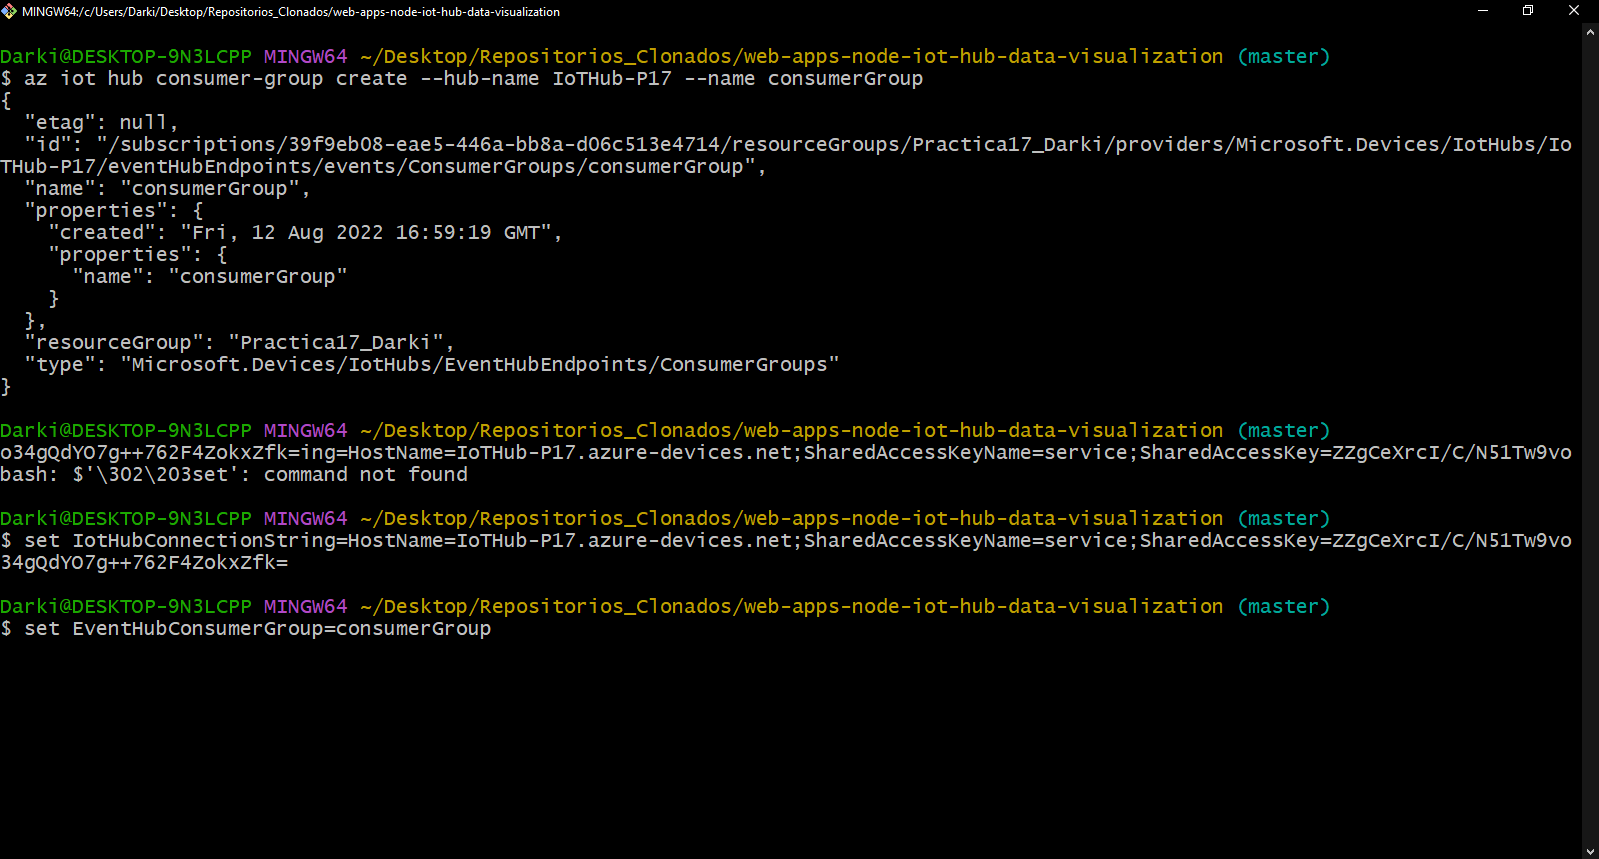 MINGW64:/c/Users/Darki/Desktop/Repositorios_Clonados/web-apps-node-iot-hub-data-visualization
Darki@DESKTOP-9N3LCPP MINGW64 ~/Desktop/Repositorios_Clonados/web-apps-node-iot-hub-data-visualization (master)
$ az iot hub consumer-group create --hub-name IoTHub-P17 --name consumerGroup
{
  "etag": null,
  "id": "/subscriptions/39f9eb08-eae5-446a-bb8a-d06c513e4714/resourceGroups/Practica17_Darki/providers/Microsoft.Devices/IotHubs/Io
THub-P17/eventHubEndpoints/events/ConsumerGroups/consumerGroup",
  "name": "consumerGroup",
  "properties": {
    "created": "Fri, 12 Aug 2022 16:59:19 GMT",
    "properties": {
      "name": "consumerGroup"
    }
  },
  "resourceGroup": "Practica17_Darki",
  "type": "Microsoft.Devices/IotHubs/EventHubEndpoints/ConsumerGroups"
}
Darki@DESKTOP-9N3LCPP MINGW64 ~/Desktop/Repositorios_Clonados/web-apps-node-iot-hub-data-visualization (master)
o34gQdYO7g++762F4ZokxZfk=ing=HostName=IoTHub-P17.azure-devices.net;SharedAccessKeyName=service;SharedAccessKey=ZZgCeXrcI/C/N51Tw9vo
bash: $'\302\203set': command not found
Darki@DESKTOP-9N3LCPP MINGW64 ~/Desktop/Repositorios_Clonados/web-apps-node-iot-hub-data-visualization (master)
$ set IotHubConnectionString=HostName=IoTHub-P17.azure-devices.net;SharedAccessKeyName=service;SharedAccessKey=ZZgCeXrcI/C/N51Tw9vo
34gQdYO7g++762F4ZokxZfk=
Darki@DESKTOP-9N3LCPP MINGW64 ~/Desktop/Repositorios_Clonados/web-apps-node-iot-hub-data-visualization (master)
$ set EventHubConsumerGroup=consumerGroup